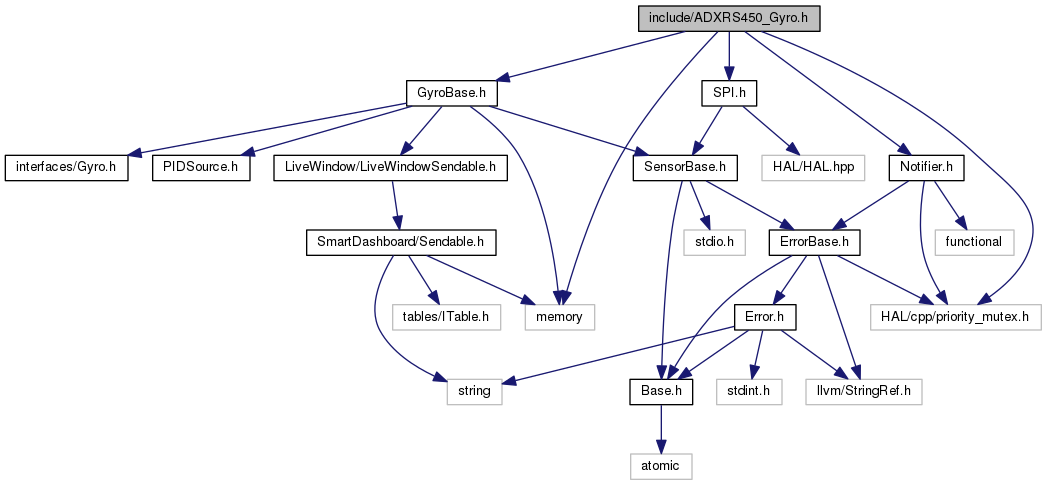 include/ADXRS450_Gyro.h
GyroBase.h
SPI.h
interfaces/Gyro.h
PIDSource.h
LiveWindow/LiveWindowSendable.h
SensorBase.h
HAL/HAL.hpp
Notifier.h
SmartDashboard/Sendable.h
stdio.h
ErrorBase.h
functional
tables/ITable.h
memory
Error.h
HAL/cpp/priority_mutex.h
string
Base.h
stdint.h
llvm/StringRef.h
atomic